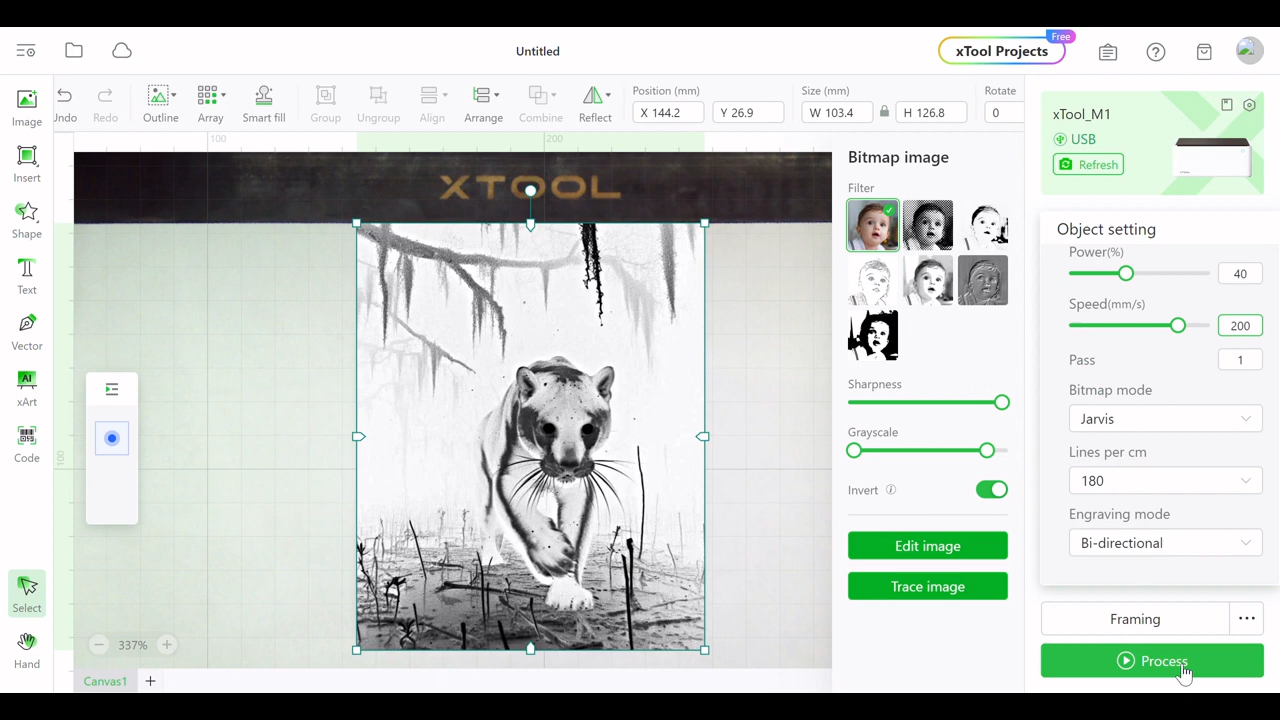 Untitled
Free
xTool Projects
Image
Insert
Shape
Text
Vector
xArt
AI
Code
Select
Hand
Undo
Redo
Outline
Array
Smart fill
Group
Ungroup
Align
Arrange
Combine
Reflect
Position (mm)
X 144.2
Y 26.9
Size (mm)
W 103.4
H 126.8
Rotate
0
100
200
100
XTOOL
337%
Canvas1
Bitmap image
Filter
Sharpness
Grayscale
Invert
Edit image
Trace image
xTool_M1
USB
Refresh
Object setting
Power(%)
40
Speed(mm/s)
200
Pass
1
Bitmap mode
Jarvis
Lines per cm
180
Engraving mode
Bi-directional
Framing
Process